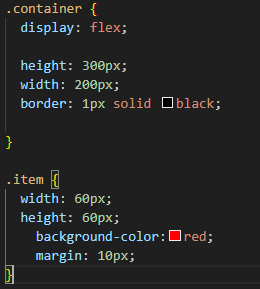 .container {
  display: flex;

  height: 300px;
  width: 200px;
  border: 1px solid black;

}

.item {
  width: 60px;
  height: 60px;
    background-color:red;
    margin: 10px;
}